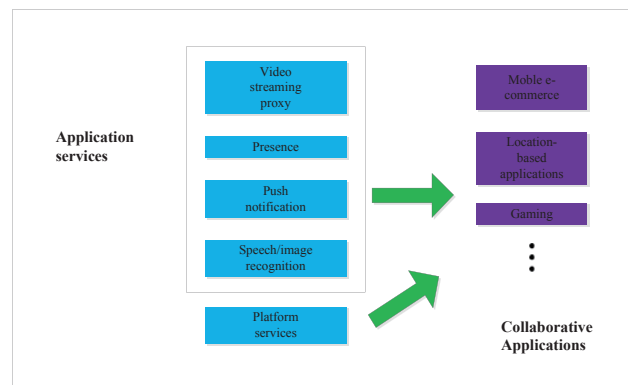 Application
services
Video
streaming
proxy
Presence
Push
notification
Speech/image
recognition
Platform
services
Moble e-
commerce
Location-
based
applications
Gaming
Collaborative
Applications